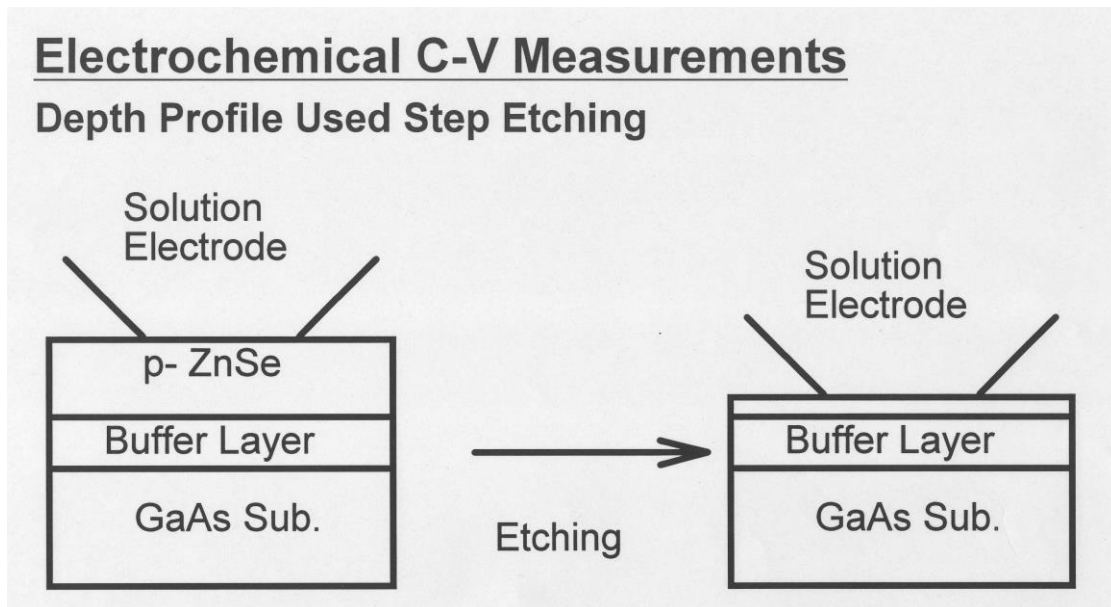 Electrochemical C-V Measurements
Depth Profile Used Step Etching
Solution
Electrode
p- ZnSe
Buffer Layer
GaAs Sub.
Etching
Solution
Electrode
Buffer Layer
GaAs Sub.